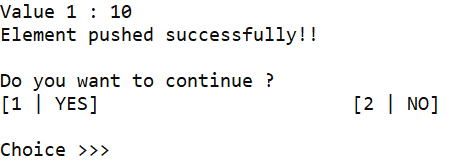 Value 1 : 10
Element pushed successfully!!
Do you want to continue ?
[1 | YES] [2 | NO]
Choice >>>